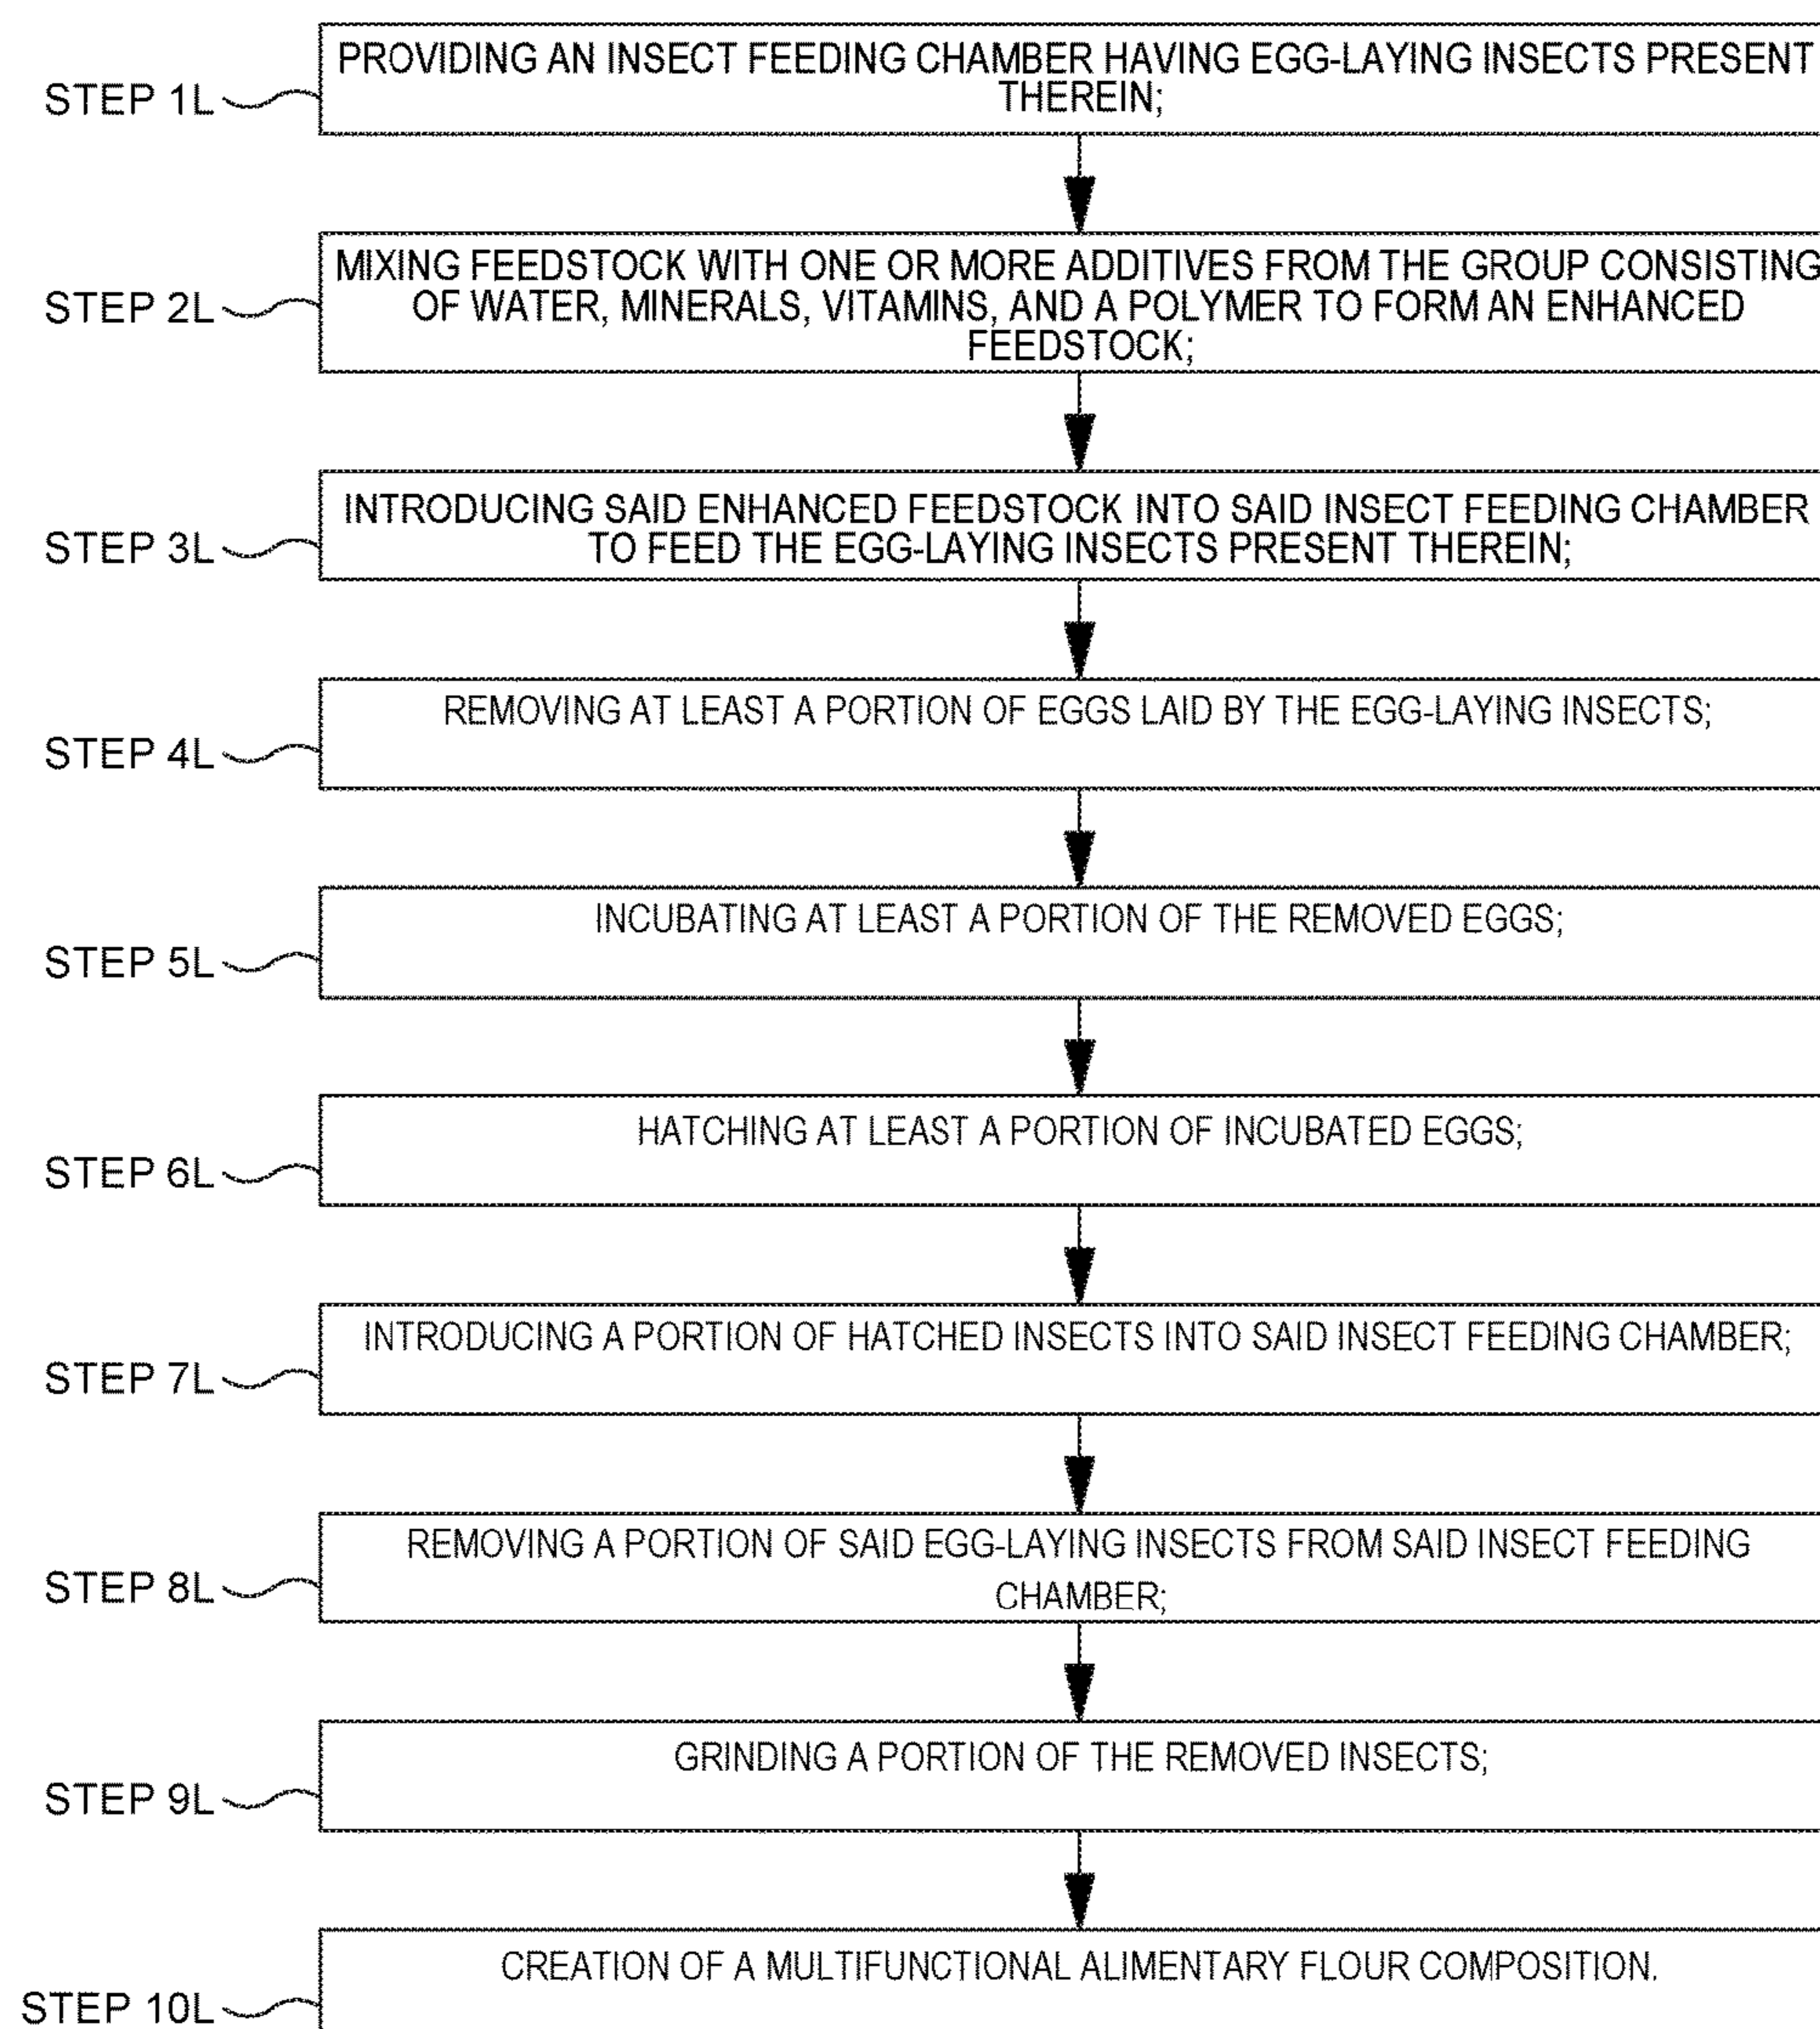 STEP 1L
PROVIDING AN INSECT FEEDING CHAMBER HAVING EGG-LAYING INSECTS PRESENT
THEREIN;
STEP 2L
MIXING FEEDSTOCK WITH ONE OR MORE ADDITIVES FROM THE GROUP CONSISTING
OF WATER, MINERALS, VITAMINS, AND A POLYMER TO FORM AN ENHANCED
FEEDSTOCK;
STEP 3L
INTRODUCING SAID ENHANCED FEEDSTOCK INTO SAID INSECT FEEDING CHAMBER
TO FEED THE EGG-LAYING INSECTS PRESENT THEREIN;
STEP 4L
REMOVING AT LEAST A PORTION OF EGGS LAID BY THE EGG-LAYING INSECTS;
STEP 5L
INCUBATING AT LEAST A PORTION OF THE REMOVED EGGS;
STEP 6L
HATCHING AT LEAST A PORTION OF INCUBATED EGGS;
STEP 7L
INTRODUCING A PORTION OF HATCHED INSECTS INTO SAID INSECT FEEDING CHAMBER;
STEP 8L
REMOVING A PORTION OF SAID EGG-LAYING INSECTS FROM SAID INSECT FEEDING
CHAMBER;
STEP 9L
GRINDING A PORTION OF THE REMOVED INSECTS;
STEP 10L
CREATION OF A MULTIFUNCTIONAL ALIMENTARY FLOUR COMPOSITION.